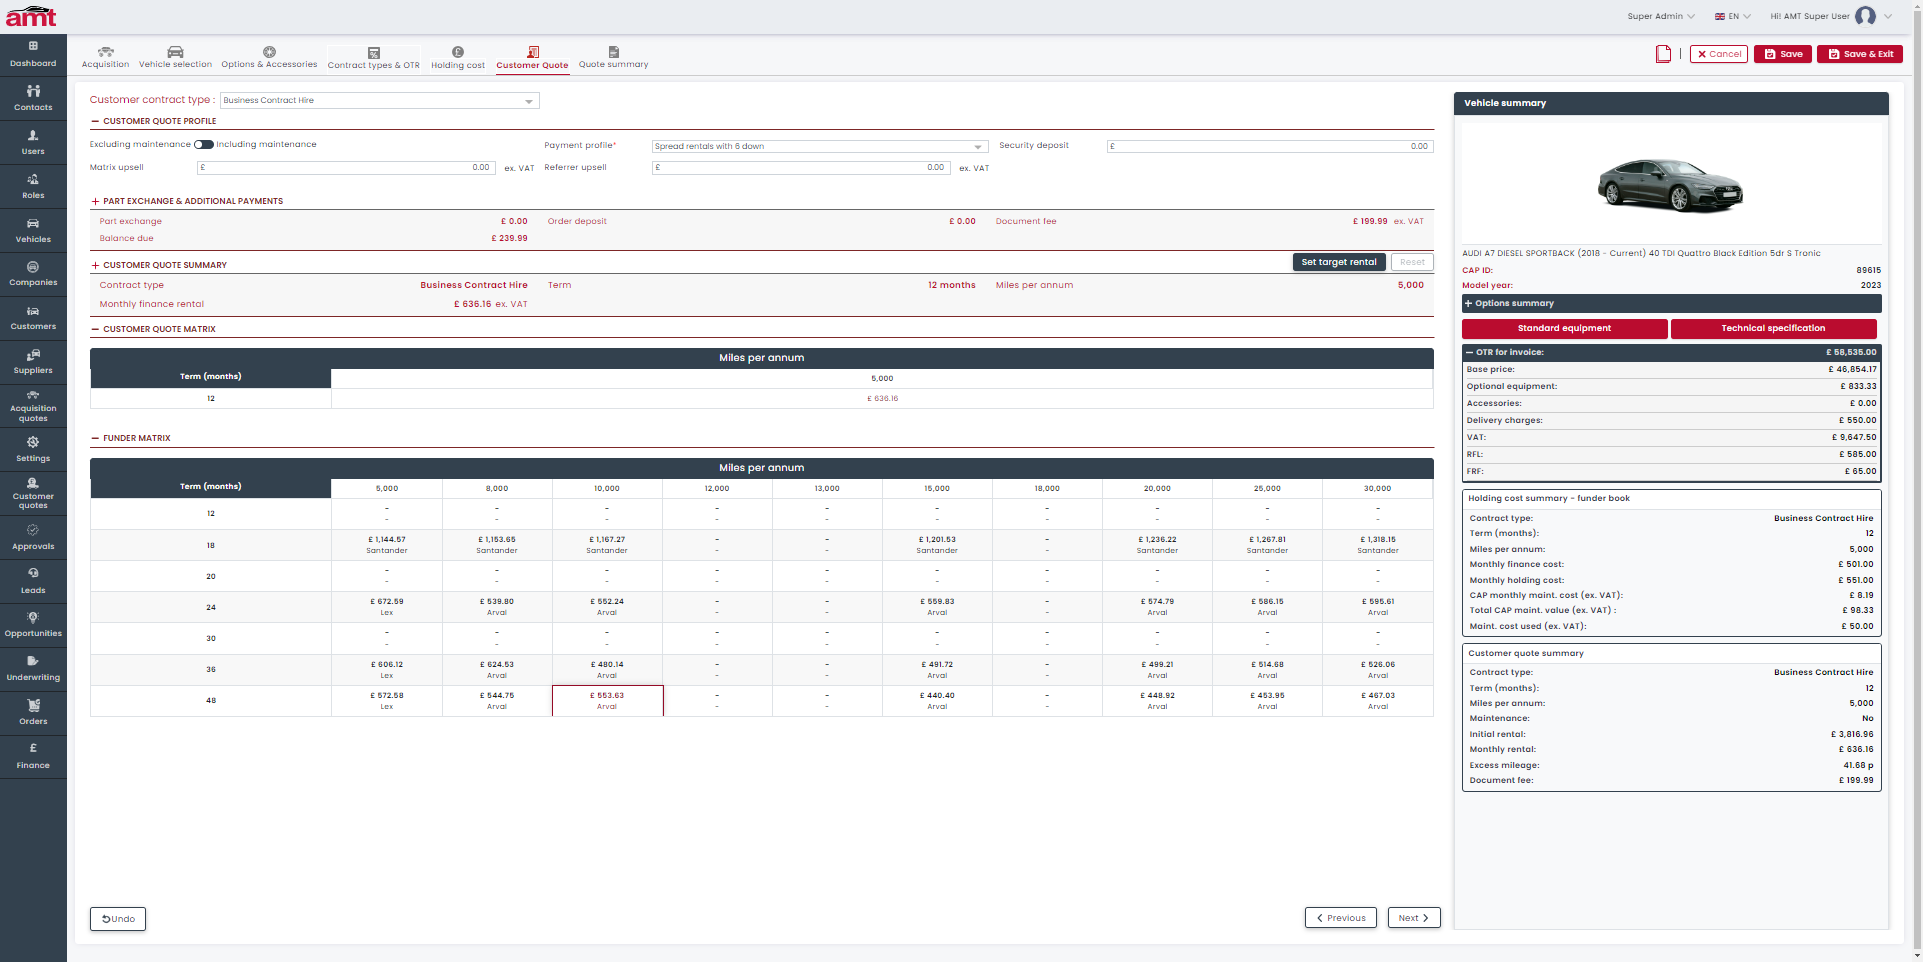 amt
Super Admin
EN
Hi! AMT Super User
Dashboard
Contacts
Users
Roles
Vehicles
Companies
Customers
Suppliers
Acquisition
quotes
Settings
Customer
quotes
Approvals
Leads
Opportunities
Underwriting
Orders
£
Finance
Acquisition Vehicle selection Options & Accessories Contract types & OTR Holding cost Customer Quote Quote summary
Cancel Save Save & Exit
Customer contract type : Business Contract Hire
CUSTOMER QUOTE PROFILE
Excluding maintenance Including maintenance Payment profile* Spread rentals with 6 down Security deposit £ 0.00
Matrix upsell £ 0.00 ex. VAT Referrer upsell £ 0.00 ex. VAT
PART EXCHANGE & ADDITIONAL PAYMENTS
Part exchange £ 0.00 Order deposit £ 0.00 Document fee £ 199.99 ex. VAT
Balance due £ 239.99
CUSTOMER QUOTE SUMMARY Set target rental Reset
Contract type Business Contract Hire Term 12 months Miles per annum 5,000
Monthly finance rental £ 636.16 ex. VAT
CUSTOMER QUOTE MATRIX
Miles per annum
Term (months) 5,000
12 £ 636.16
FUNDER MATRIX
Miles per annum
Term (months) 5,000 8,000 10,000 12,000 13,000 15,000 18,000 20,000 25,000 30,000
12 - - - - - - - - - -
- - - - - - - - - -
18 £ 1,144.57 £ 1,153.65 £ 1,167.27 - - £ 1,201.53 - £ 1,236.22 £ 1,267.81 £ 1,318.15
Santander Santander Santander - - Santander - Santander Santander Santander
20 - - - - - - - - - -
- - - - - - - - - -
24 £ 672.59 £ 539.80 £ 552.24 - - £ 559.83 - £ 574.79 £ 586.15 £ 595.61
Lex Arval Arval - - Arval - Arval Arval Arval
30 - - - - - - - - - -
- - - - - - - - - -
36 £ 606.12 £ 624.53 £ 480.14 - - £ 491.72 - £ 499.21 £ 514.68 £ 526.06
Lex Arval Arval - - Arval - Arval Arval Arval
48 £ 572.58 £ 544.75 £ 553.63 - - £ 440.40 - £ 448.92 £ 453.95 £ 467.03
Lex Arval Arval - - Arval - Arval Arval Arval
Undo Previous Next
Vehicle summary
AUDI A7 DIESEL SPORTBACK (2018 - Current) 40 TDI Quattro Black Edition 5dr S Tronic
CAP ID: 89615
Model year: 2023
Options summary
Standard equipment Technical specification
OTR for invoice: £ 58,535.00
Base price: £ 46,854.17
Optional equipment: £ 833.33
Accessories: £ 0.00
Delivery charges: £ 550.00
VAT: £ 9,647.50
RFL: £ 585.00
FRF: £ 65.00
Holding cost summary - funder book
Contract type: Business Contract Hire
Term (months): 12
Miles per annum: 5,000
Monthly finance cost: £ 501.00
Monthly holding cost: £ 551.00
CAP monthly maint. cost (ex. VAT): £ 8.19
Total CAP maint. value (ex. VAT) : £ 98.33
Maint. cost used (ex. VAT): £ 50.00
Customer quote summary
Contract type: Business Contract Hire
Term (months): 12
Miles per annum: 5,000
Maintenance: No
Initial rental: £ 3,816.96
Monthly rental: £ 636.16
Excess mileage: 41.68 p
Document fee: £ 199.99